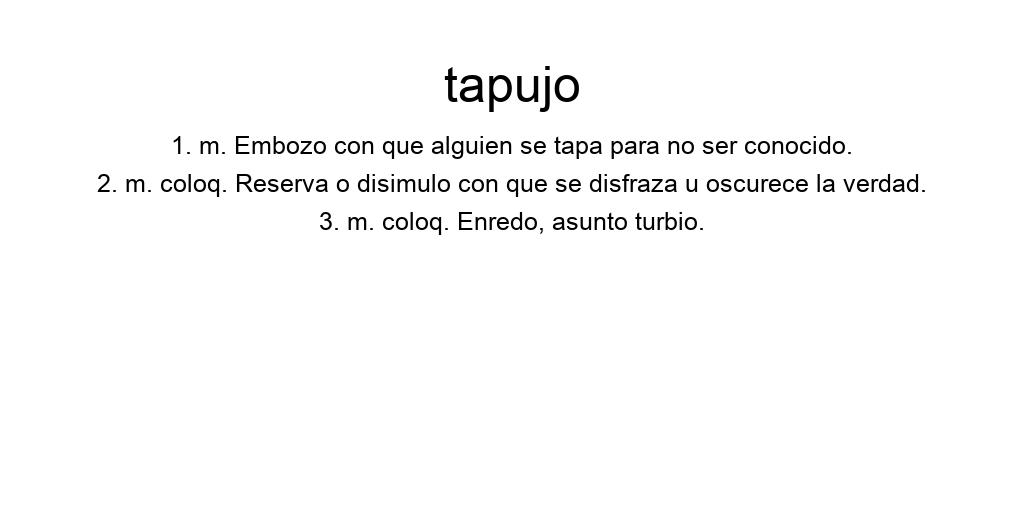 tapujo
1. m. Embozo con que alguien se tapa para no ser conocido.
2. m. coloq. Reserva o disimulo con que se disfraza u oscurece la verdad.
3. m. coloq. Enredo, asunto turbio.